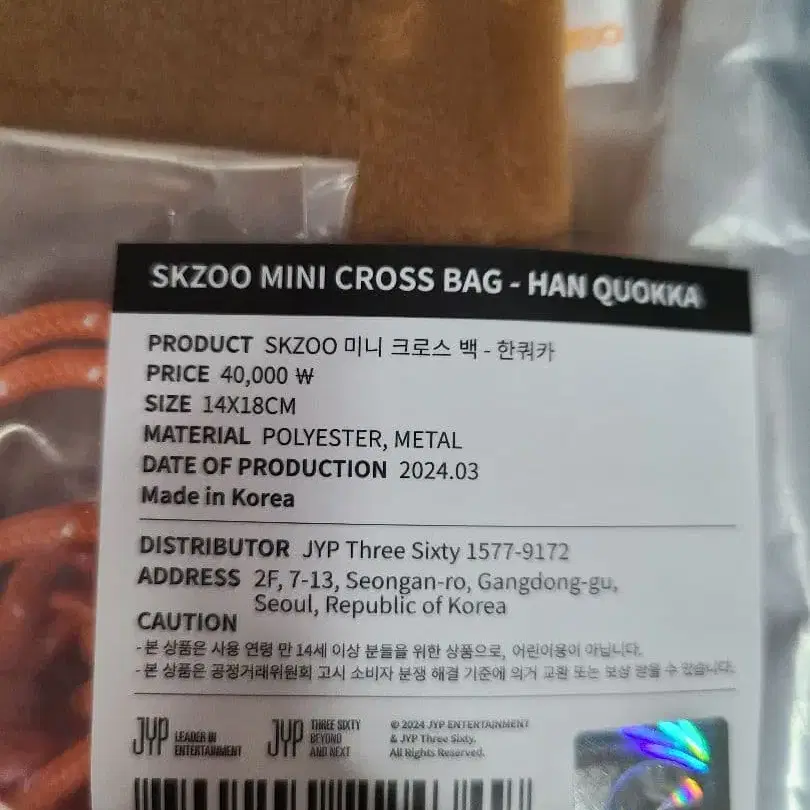 SKZOO MINI CROSS BAG - HAN QUOKKA
PRODUCT SKZOO 미니 크로스 백 - 한쿼카
PRICE 40,000 ₩
SIZE 14X18CM
MATERIAL POLYESTER, METAL
DATE OF PRODUCTION 2024.03
Made in Korea
DISTRIBUTOR JYP Three Sixty 1577-9172
ADDRESS 2F, 7-13, Seongan-ro, Gangdong-gu,
Seoul, Republic of Korea
CAUTION
- 본 상품은 사용 연령 만 14세 이상 분들을 위한 상품으로, 어린이용이 아닙니다.
- 본 상품은 공정거래위원회 고시 소비자 분쟁 해결 기준에 의거 교환 또는 보상 받을 수 있습니다.
JYP LEADER IN ENTERTAINMENT
JYP THREE SIXTY BEYOND AND NEXT
© 2024 JYP ENTERTAINMENT
& JYP Three Sixty.
All Rights Reserved.